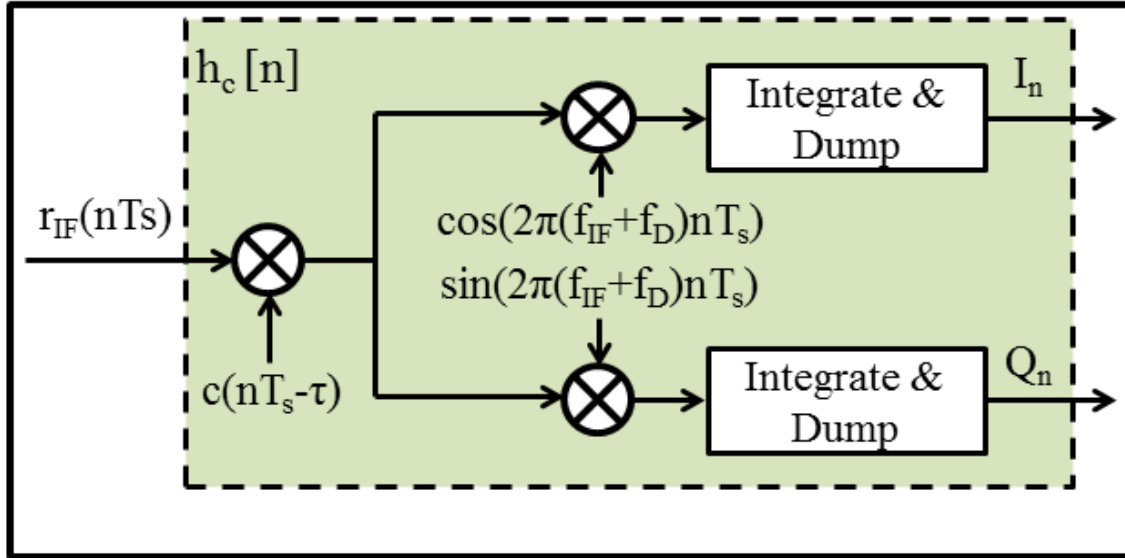 h_c [n]
Integrate &
Dump
I_n
r_IF(nTs)
cos(2π(f_IF+f_D)nT_s)
sin(2π(f_IF+f_D)nT_s)
c(nT_s-τ)
Integrate &
Dump
Q_n